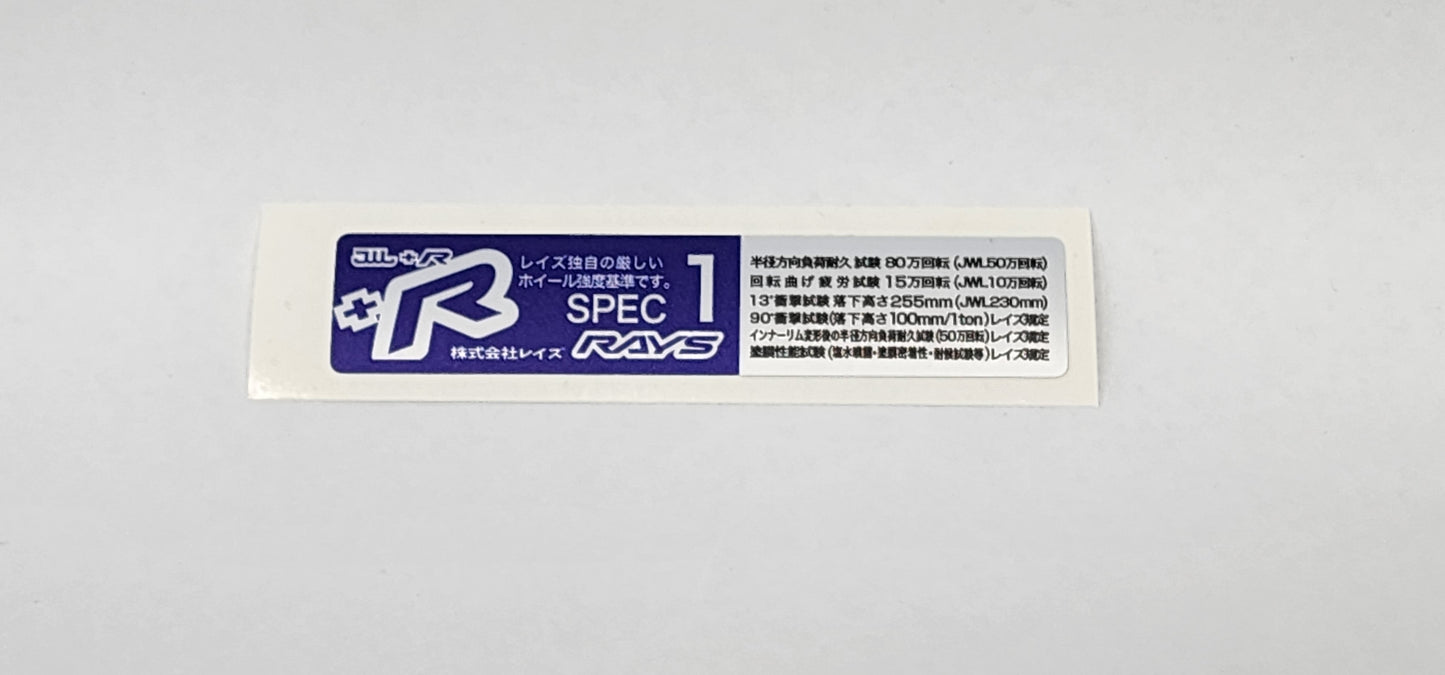 JWL+R
+R
レイズ独自の厳しい
ホイール強度基準です。
SPEC 1
株式会社レイズ RAYS
半径方向負荷耐久試験 80万回転 (JWL50万回転)
回転曲げ疲労試験 15万回転 (JWL10万回転)
13°衝撃試験 落下高さ255mm (JWL230mm)
90°衝撃試験(落下高さ100mm/1ton)レイズ規定
インナーリム変形後の半径方向負荷耐久試験(50万回転)レイズ規定
塗膜性能試験(塩水噴霧・塗膜密着性・耐候試験等)レイズ規定